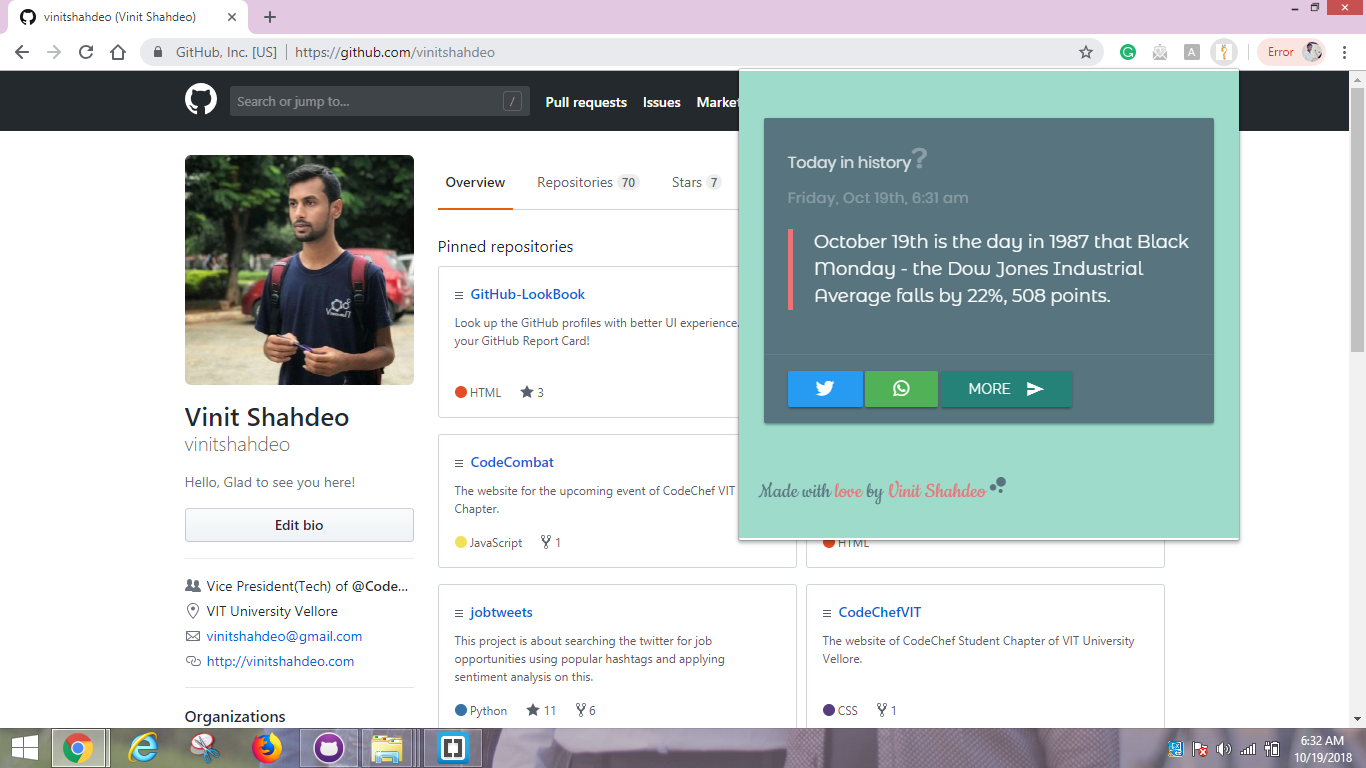 vinitshahdeo (Vinit Shahdeo)
GitHub, Inc. [US]
https://github.com/vinitshahdeo
A
Error
Search or jump to...
/
Pull requests
Issues
Market
Overview
Repositories 70
Stars 7
Pinned repositories
GitHub-LookBook
Look up the GitHub profiles with better UI experience.
your GitHub Report Card!
HTML
3
CodeCombat
The website for the upcoming event of CodeChef VIT
Chapter.
JavaScript
1
HTML
jobtweets
This project is about searching the twitter for job
opportunities using popular hashtags and applying
sentiment analysis on this.
Python
11
6
CodeChefVIT
The website of CodeChef Student Chapter of VIT University
Vellore.
CSS
1
Vinit Shahdeo
vinitshahdeo
Hello, Glad to see you here!
Edit bio
Vice President(Tech) of @Code...
VIT University Vellore
vinitshahdeo@gmail.com
http://vinitshahdeo.com
Organizations
Today in history?
Friday, Oct 19th, 6:31 am
October 19th is the day in 1987 that Black
Monday - the Dow Jones Industrial
Average falls by 22%, 508 points.
MORE
Made with love by Vinit Shahdeo
6:32 AM
10/19/2018